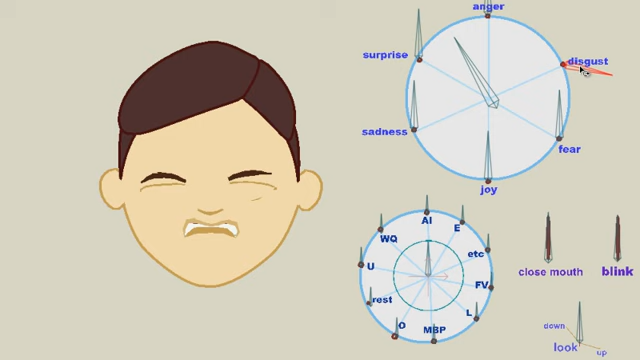 anger
surprise
disgust
sadness
fear
joy
AI
WQ
E
etc
U
FV
rest
L
O
MBP
close mouth
blink
down
look
up